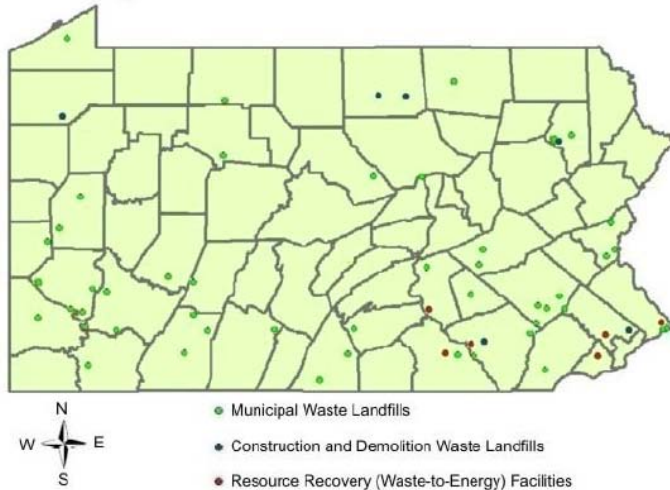 N
W E
S
Municipal Waste Landfills
Construction and Demolition Waste Landfills
Resource Recovery (Waste-to-Energy) Facilities